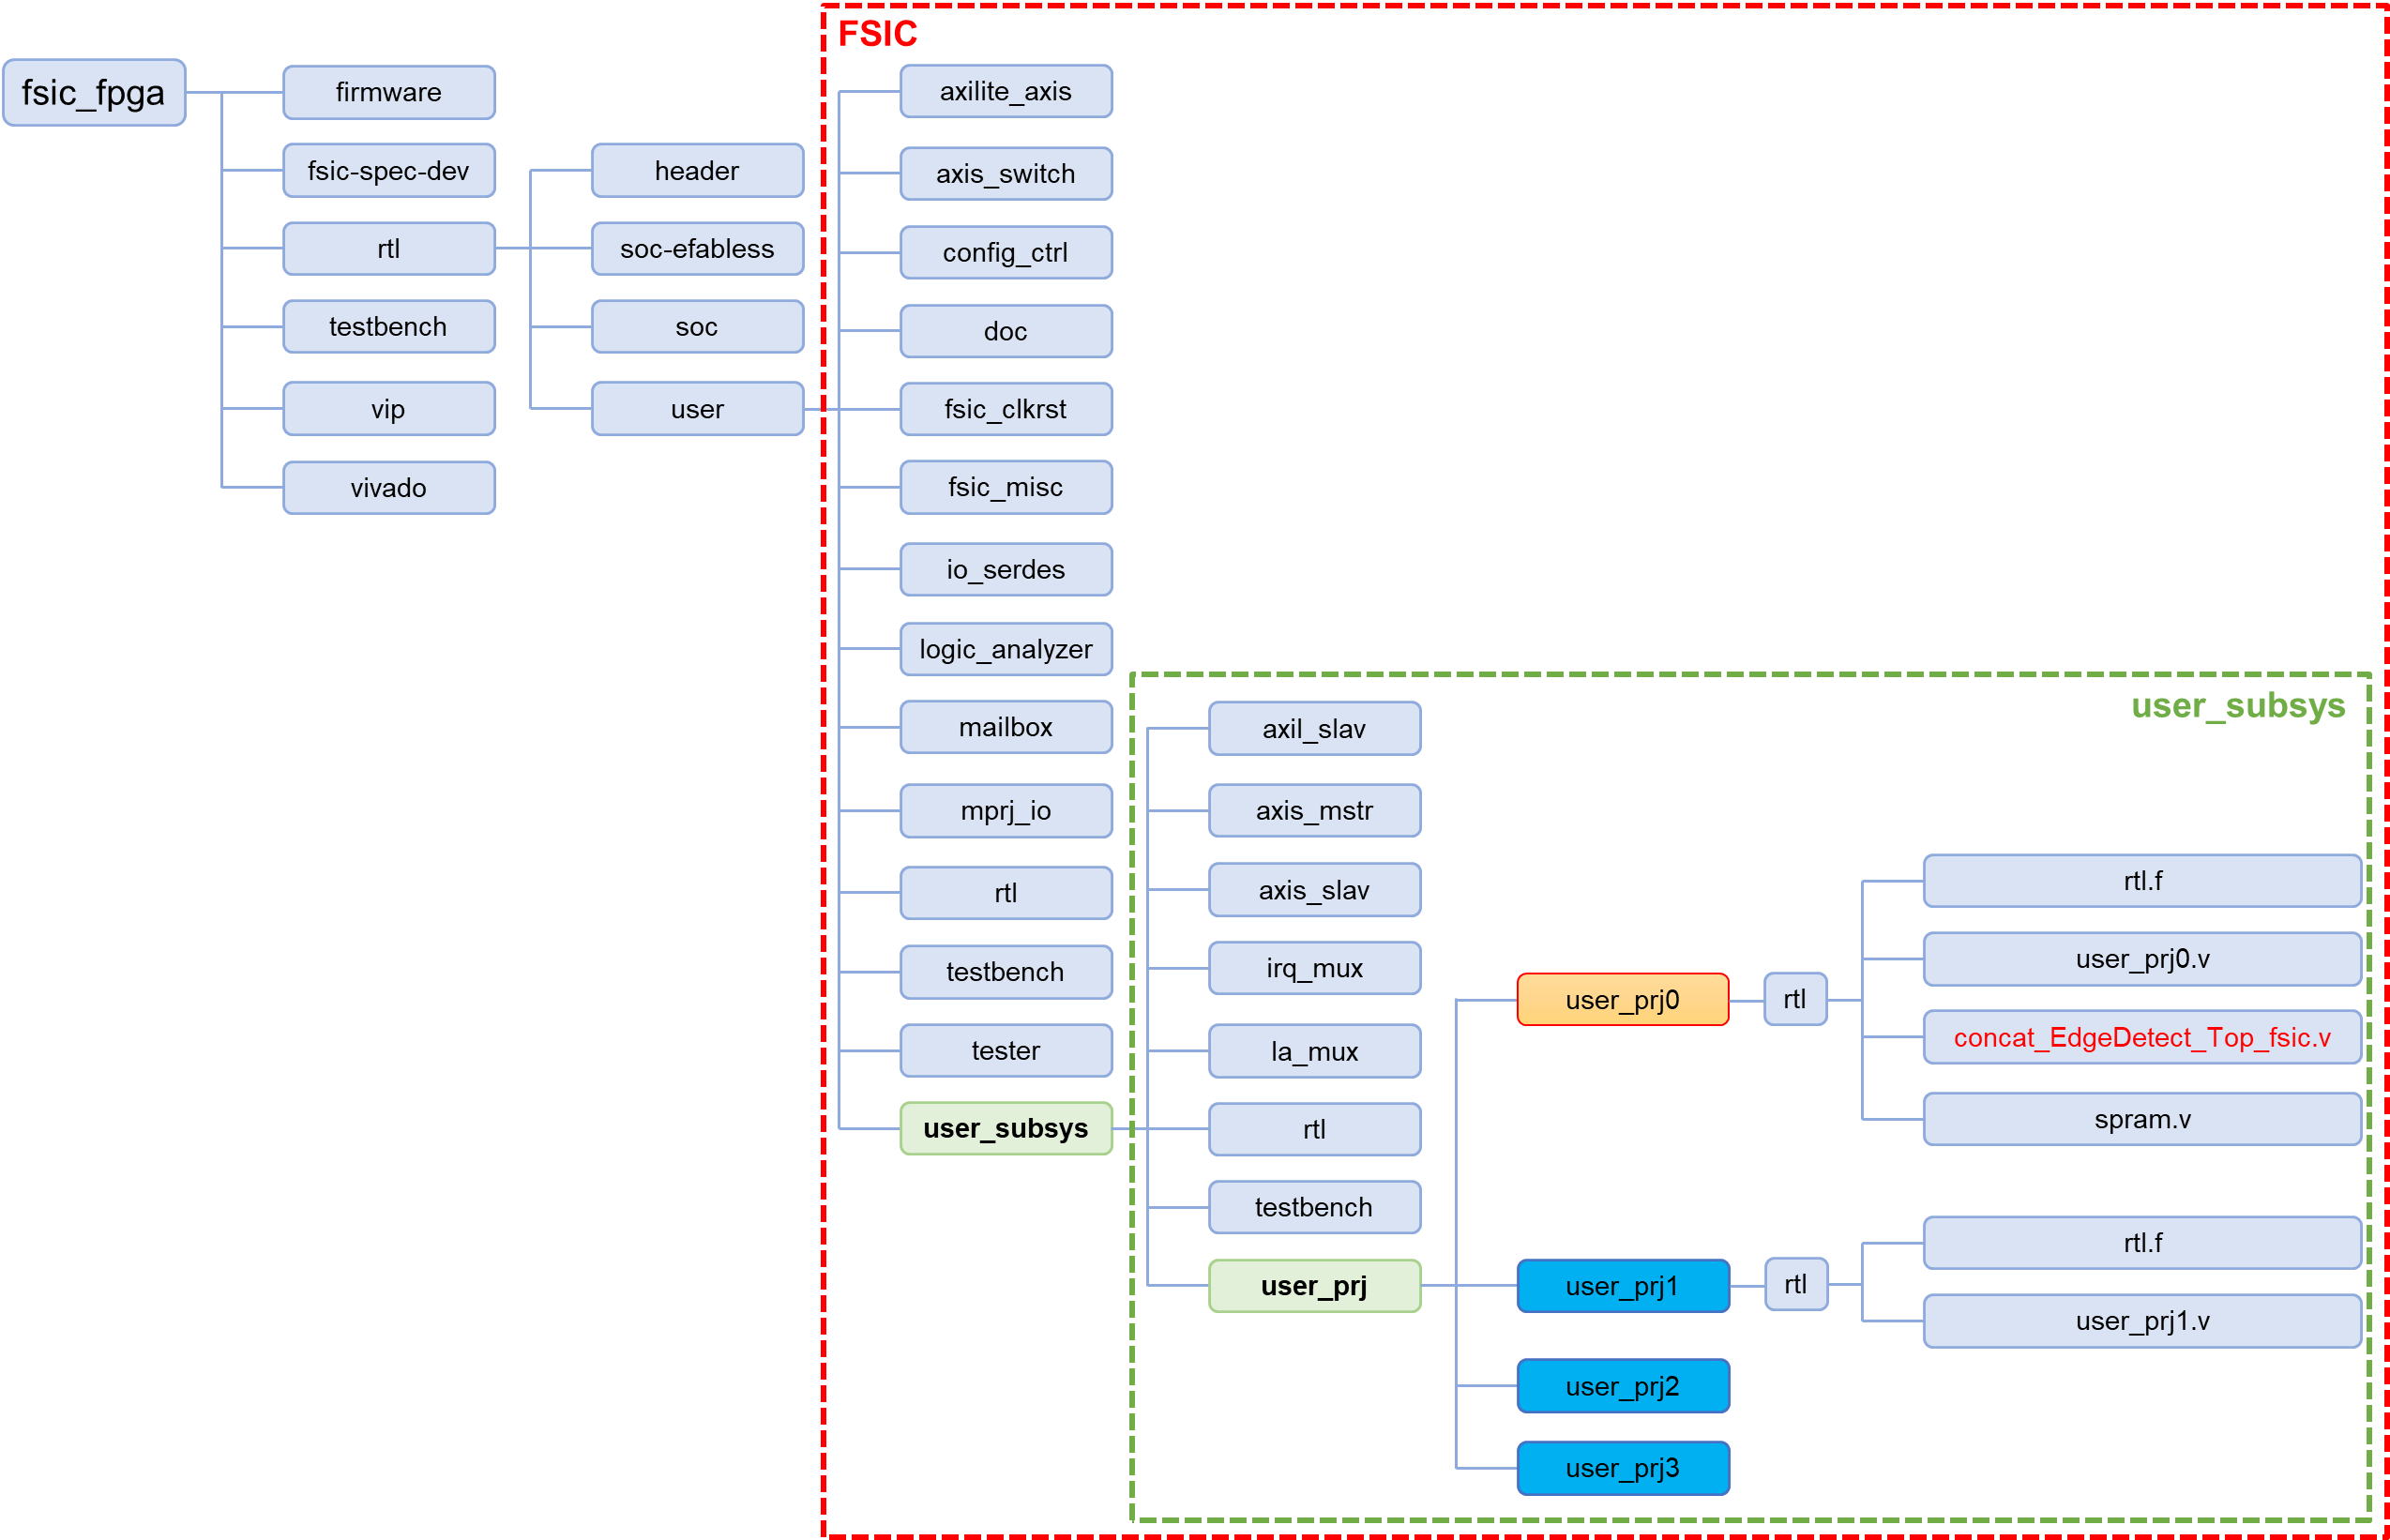 FSIC
fsic_fpga
firmware
fsic-spec-dev
rtl
testbench
vip
vivado
header
soc-efabless
soc
user
axilite_axis
axis_switch
config_ctrl
doc
fsic_clkrst
fsic_misc
io_serdes
logic_analyzer
mailbox
mprj_io
rtl
testbench
tester
user_subsys
user_subsys
axil_slav
axis_mstr
axis_slav
irq_mux
la_mux
rtl
testbench
user_prj
user_prj0
rtl
rtl.f
user_prj0.v
concat_EdgeDetect_Top_fsic.v
spram.v
user_prj1
rtl
rtl.f
user_prj1.v
user_prj2
user_prj3